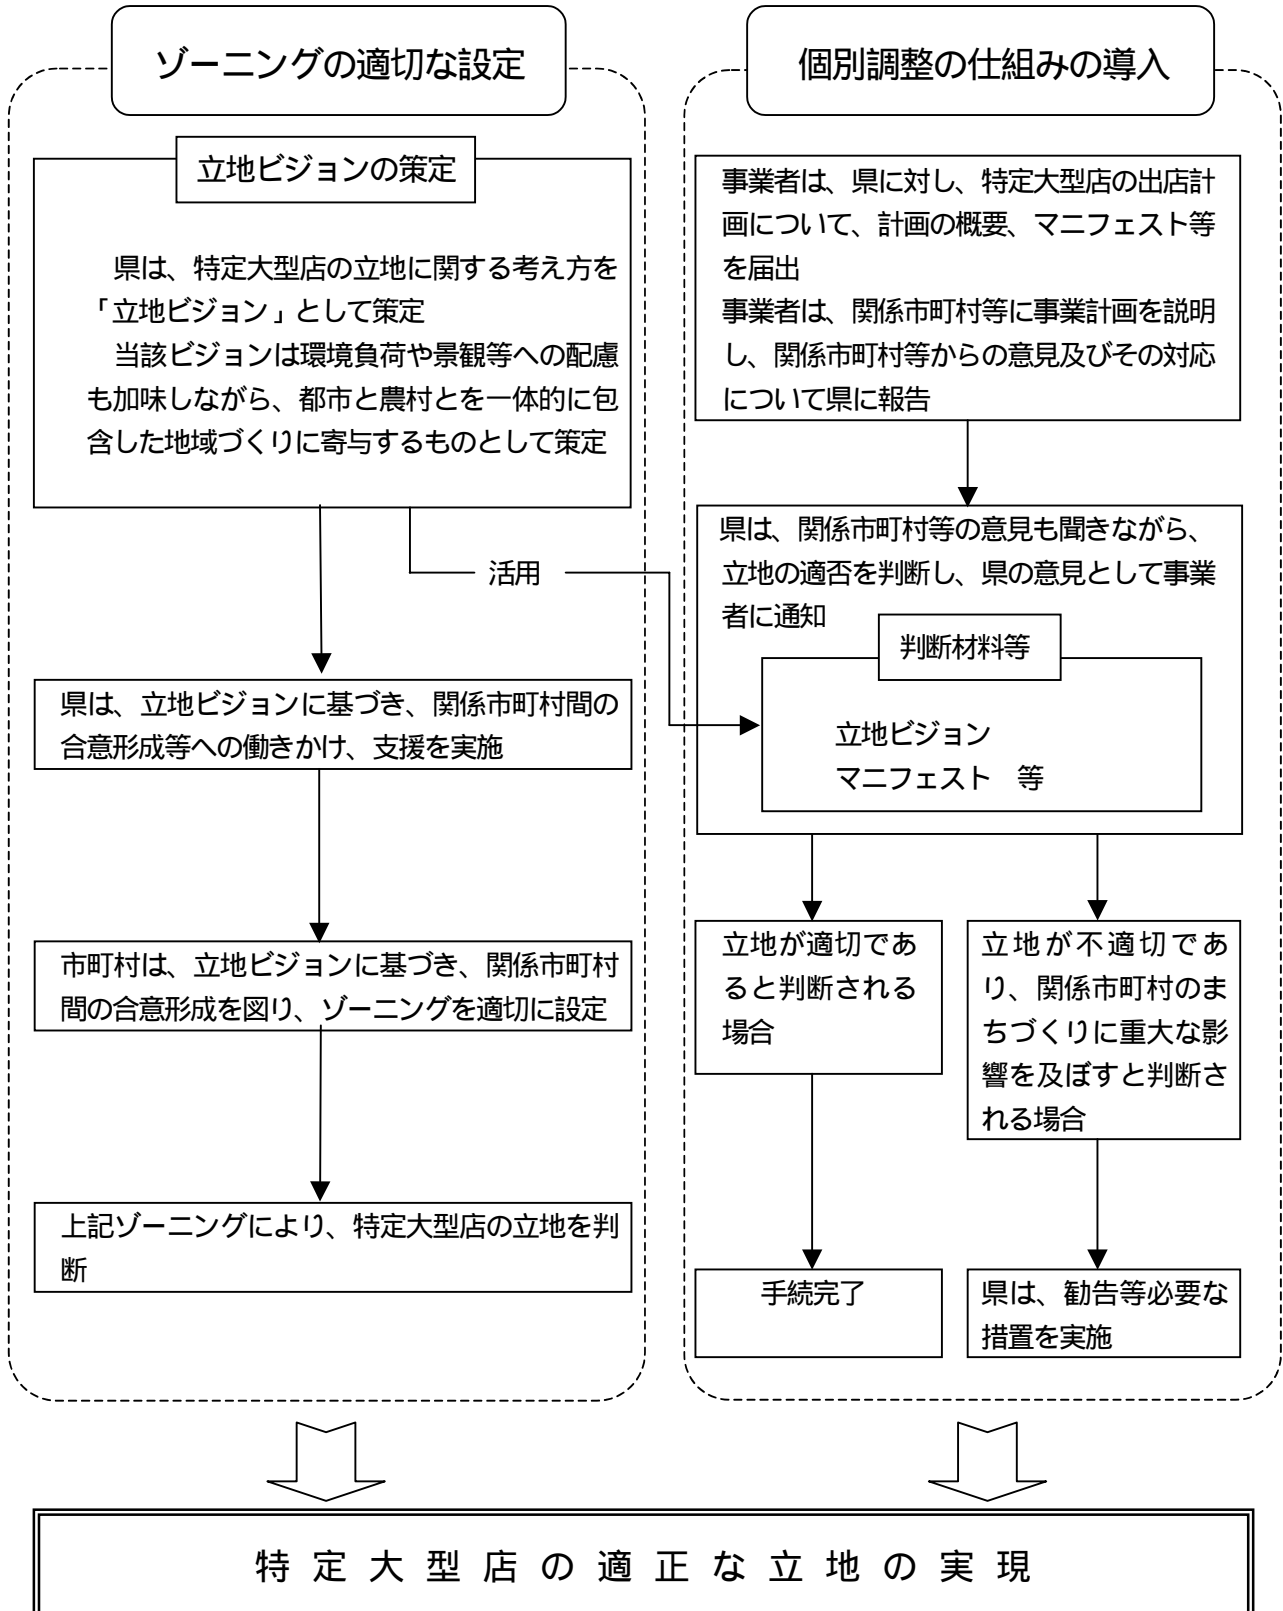 ゾーニングの適切な設定
立地ビジョンの策定
県は、特定大型店の立地に関する考え方を
「立地ビジョン」として策定
当該ビジョンは環境負荷や景観等への配慮
も加味しながら、都市と農村とを一体的に包
含した地域づくりに寄与するものとして策定
活用
県は、立地ビジョンに基づき、関係市町村間の
合意形成等への働きかけ、支援を実施
市町村は、立地ビジョンに基づき、関係市町村
間の合意形成を図り、ゾーニングを適切に設定
上記ゾーニングにより、特定大型店の立地を判
断
個別調整の仕組みの導入
事業者は、県に対し、特定大型店の出店計
画について、計画の概要、マニフェスト等
を届出
事業者は、関係市町村等に事業計画を説明
し、関係市町村等からの意見及びその対応
について県に報告
県は、関係市町村等の意見も聞きながら、
立地の適否を判断し、県の意見として事業
者に通知
判断材料等
立地ビジョン
マニフェスト　等
立地が適切であ
ると判断される
場合
手続完了
立地が不適切であ
り、関係市町村のま
ちづくりに重大な影
響を及ぼすと判断さ
れる場合
県は、勧告等必要な
措置を実施
特定大型店の適正な立地の実現